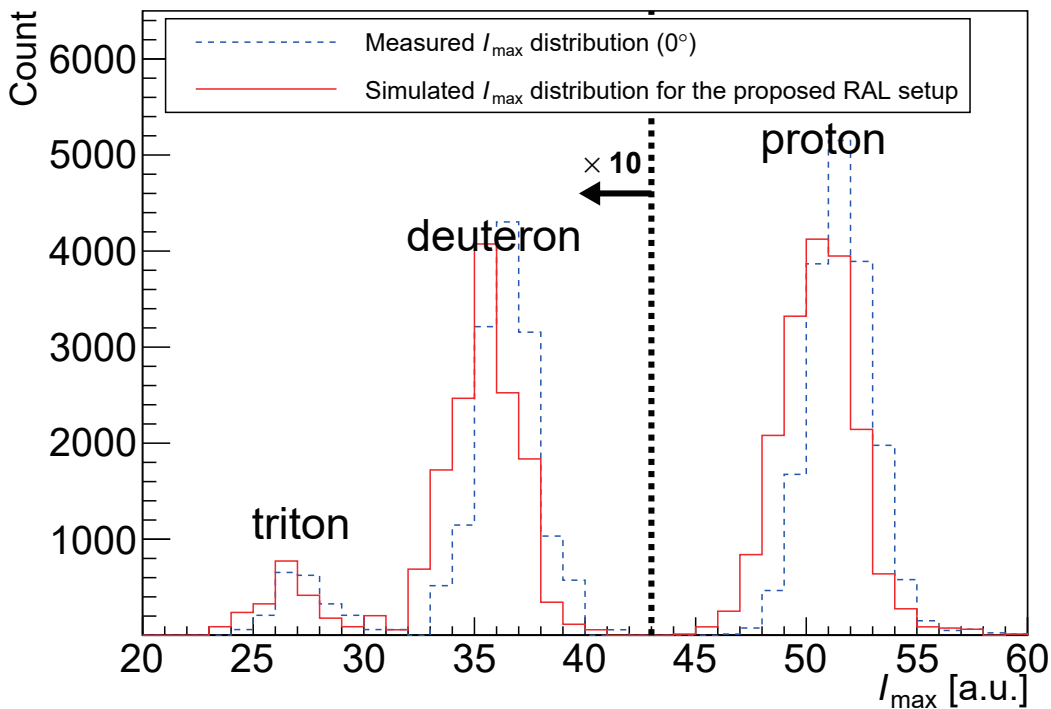 Count
6000
5000
4000
3000
2000
1000
Measured Imax distribution (0°)
Simulated Imax distribution for the proposed RAL setup
proton
× 10
deuteron
triton
20 25 30 35 40 45 50 55 60
Imax [a.u.]